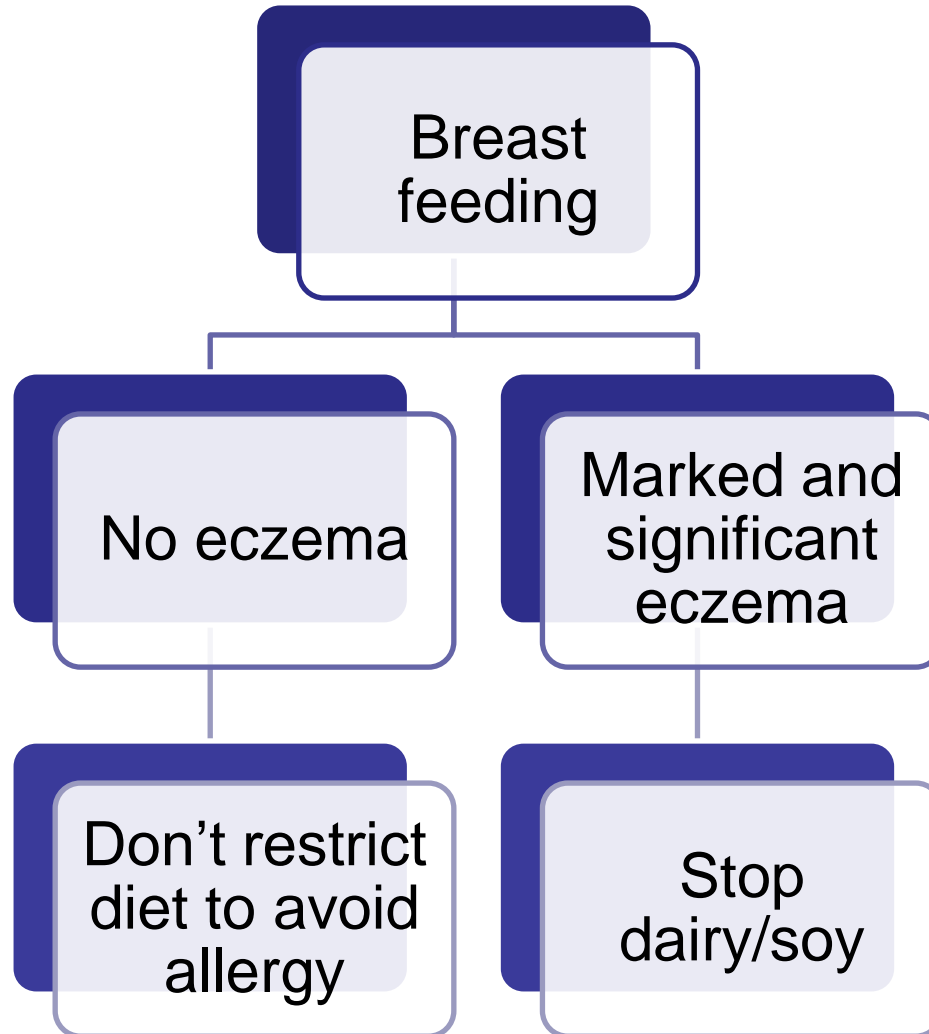 Breast
feeding
No eczema
Marked and
significant
eczema
Don’t restrict
diet to avoid
allergy
Stop
dairy/soy